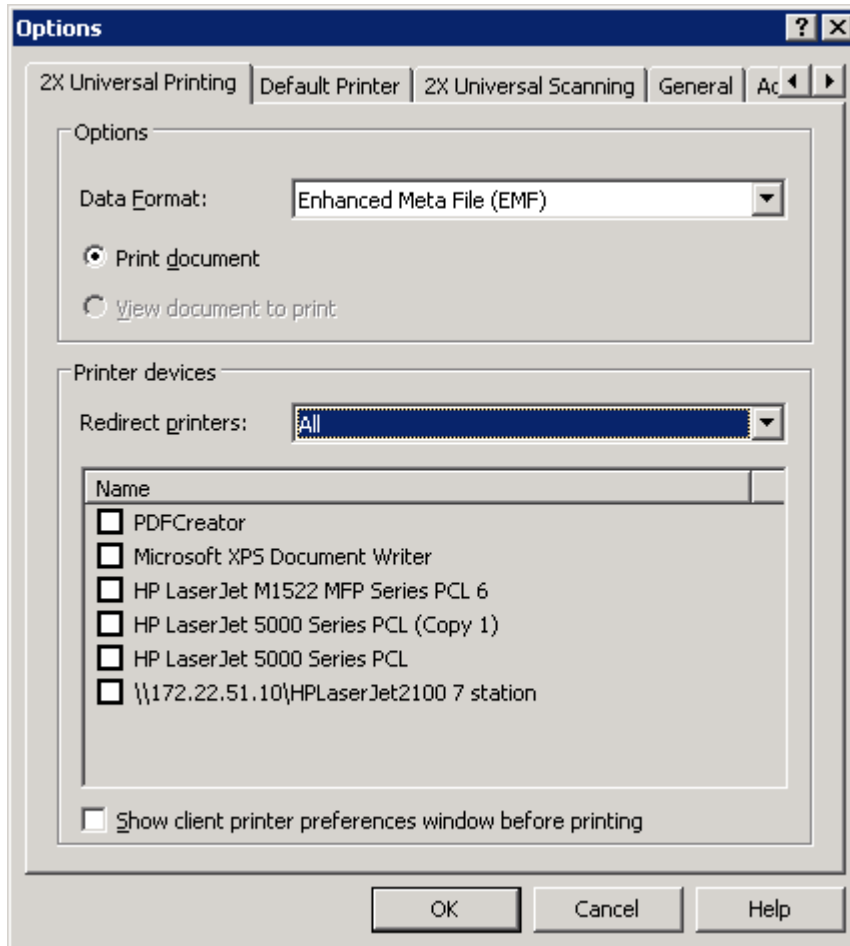 Options
2X Universal Printing Default Printer 2X Universal Scanning General
Options
Data Format: Enhanced Meta File (EMF)
Print document
View document to print
Printer devices
Redirect printers: All
Name
PDFCreator
Microsoft XPS Document Writer
HP LaserJet M1522 MFP Series PCL 6
HP LaserJet 5000 Series PCL (Copy 1)
HP LaserJet 5000 Series PCL
\\172.22.51.10\HPLaserJet2100 7 station
Show client printer preferences window before printing
OK Cancel Help